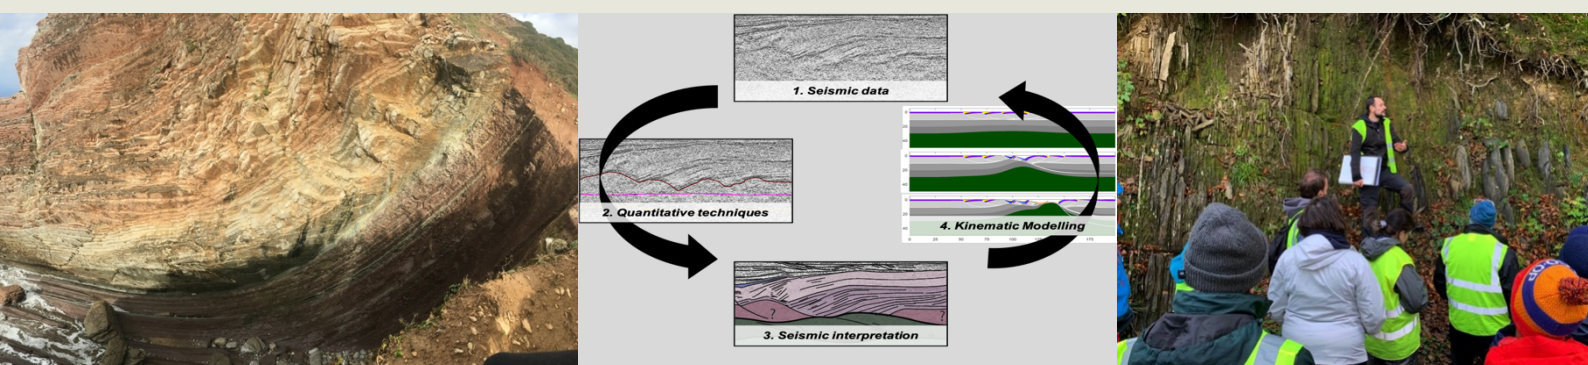 1. Seismic data
2. Quantitative techniques
4. Kinematic Modelling
3. Seismic interpretation
?
?